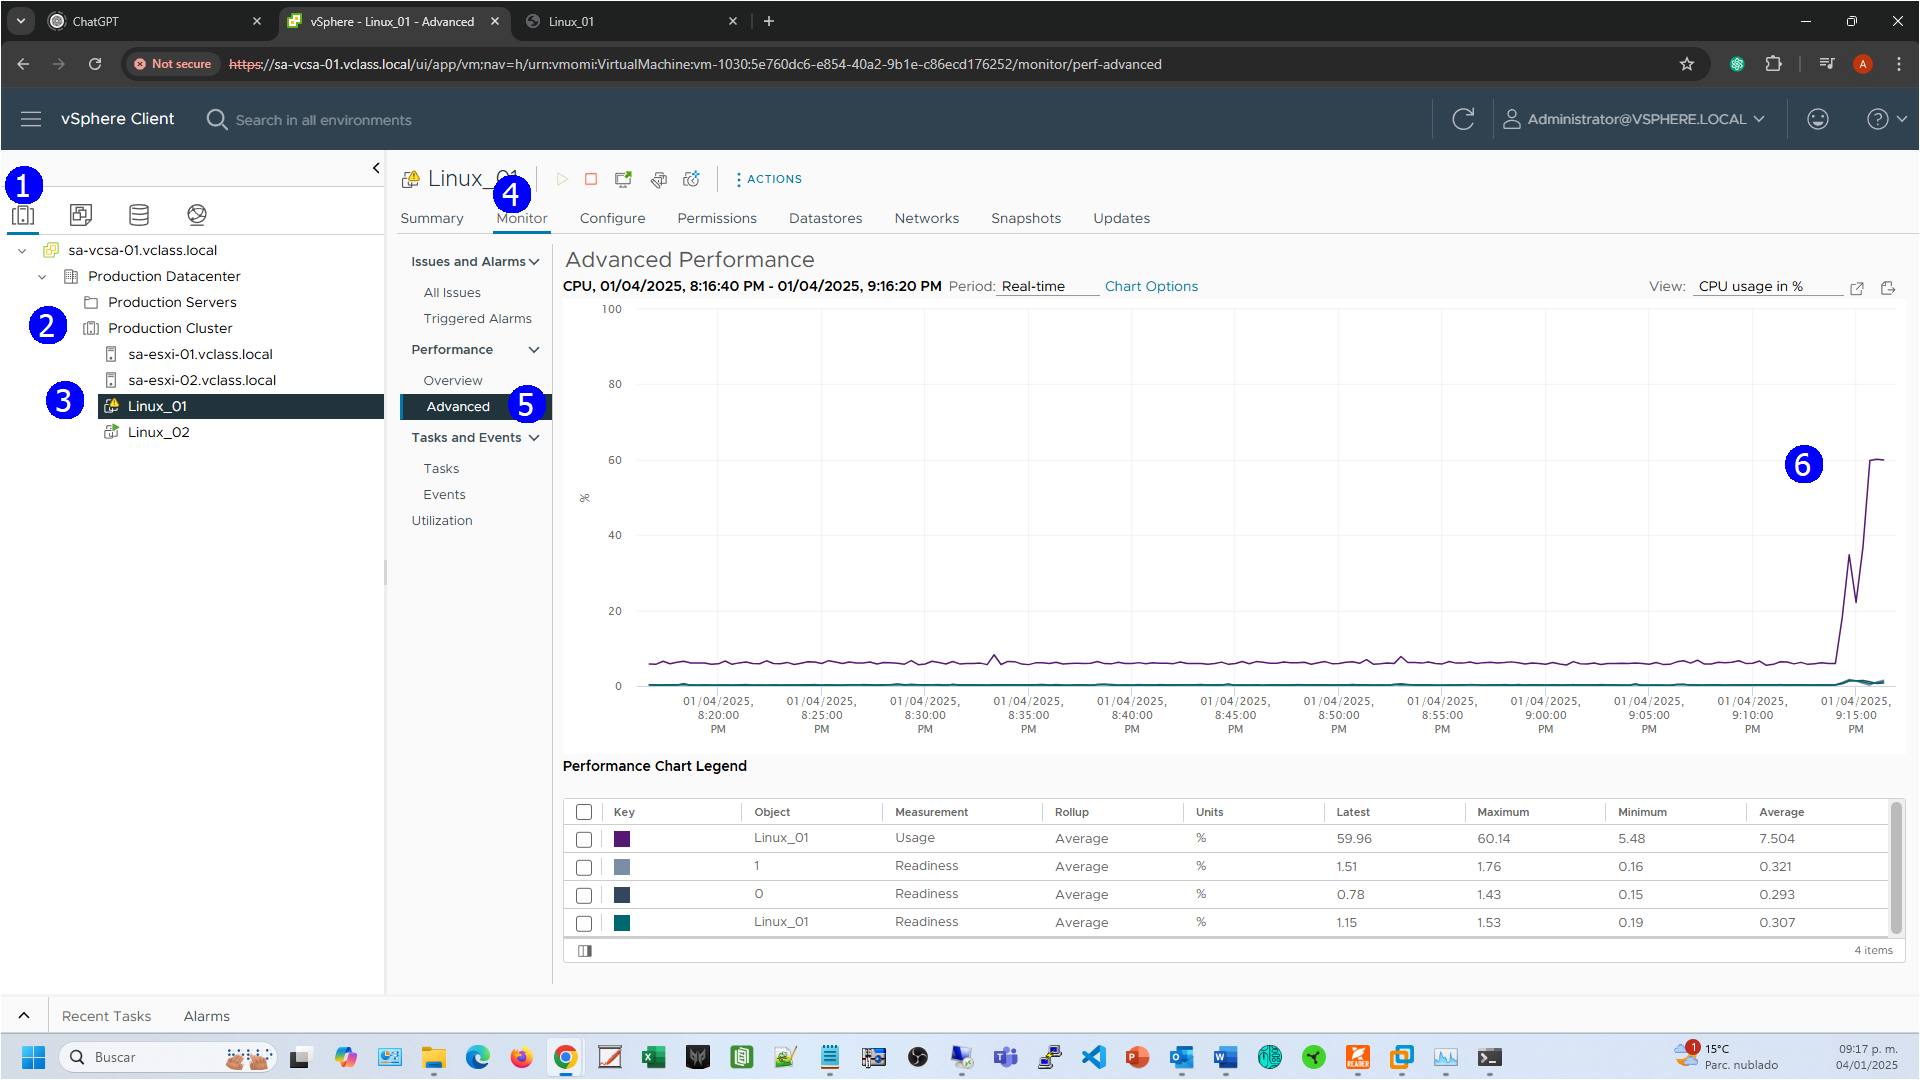 ChatGPT
vSphere - Linux_01 - Advanced
Linux_01
Not secure
https://sa-vcsa-01.vclass.local/ui/app/vm;nav=h/urn:vmomi:VirtualMachine:vm-1030:5e760dc6-e854-40a2-9b1e-c86ecd176252/monitor/perf-advanced
A
vSphere Client
Search in all environments
Administrator@VSPHERE.LOCAL
1
sa-vcsa-01.vclass.local
Production Datacenter
Production Servers
2
Production Cluster
sa-esxi-01.vclass.local
sa-esxi-02.vclass.local
3
Linux_01
Linux_02
Linux_01
4
ACTIONS
Summary
Monitor
Configure
Permissions
Datastores
Networks
Snapshots
Updates
Issues and Alarms
All Issues
Triggered Alarms
Performance
Overview
Advanced
5
Tasks and Events
Tasks
Events
Utilization
Advanced Performance
CPU, 01/04/2025, 8:16:40 PM - 01/04/2025, 9:16:20 PM Period: Real-time Chart Options
View: CPU usage in %
100
80
60
40
20
0
%
6
01/04/2025, 8:20:00 PM
01/04/2025, 8:25:00 PM
01/04/2025, 8:30:00 PM
01/04/2025, 8:35:00 PM
01/04/2025, 8:40:00 PM
01/04/2025, 8:45:00 PM
01/04/2025, 8:50:00 PM
01/04/2025, 8:55:00 PM
01/04/2025, 9:00:00 PM
01/04/2025, 9:05:00 PM
01/04/2025, 9:10:00 PM
01/04/2025, 9:15:00 PM
Performance Chart Legend
Key Object Measurement Rollup Units Latest Maximum Minimum Average
Linux_01 Usage Average % 59.96 60.14 5.48 7.504
1 Readiness Average % 1.51 1.76 0.16 0.321
0 Readiness Average % 0.78 1.43 0.15 0.293
Linux_01 Readiness Average % 1.15 1.53 0.19 0.307
4 items
Recent Tasks
Alarms
Buscar
READER
1
15°C
Parc. nublado
09:17 p. m.
04/01/2025